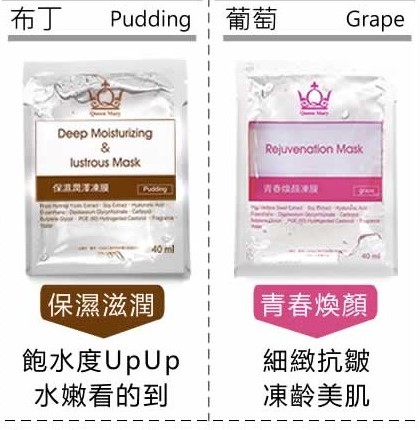 布丁 Pudding
Queen Mary
Deep Moisturizing
&
lustrous Mask
保濕潤澤凍膜 Pudding
40 ml
保濕滋潤
飽水度UpUp
水嫩看的到
葡萄 Grape
Queen Mary
Rejuvenation Mask
青春煥顏凍膜 grape
40 ml
青春煥顏
細緻抗皺
凍齡美肌